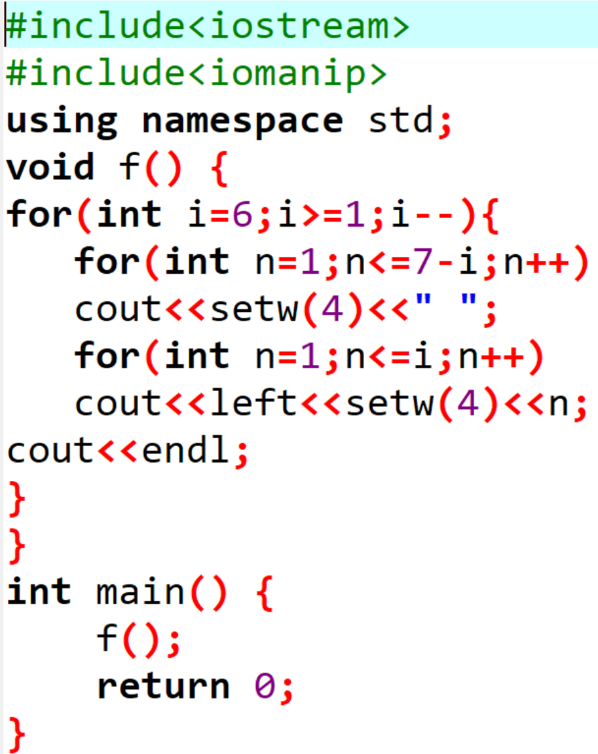 #include<iostream>
#include<iomanip>
using namespace std;
void f() {
for(int i=6;i>=1;i--){
   for(int n=1;n<=7-i;n++)
   cout<<setw(4)<<" ";
   for(int n=1;n<=i;n++)
   cout<<left<<setw(4)<<n;
cout<<endl;
}
}
int main() {
    f();
    return 0;
}